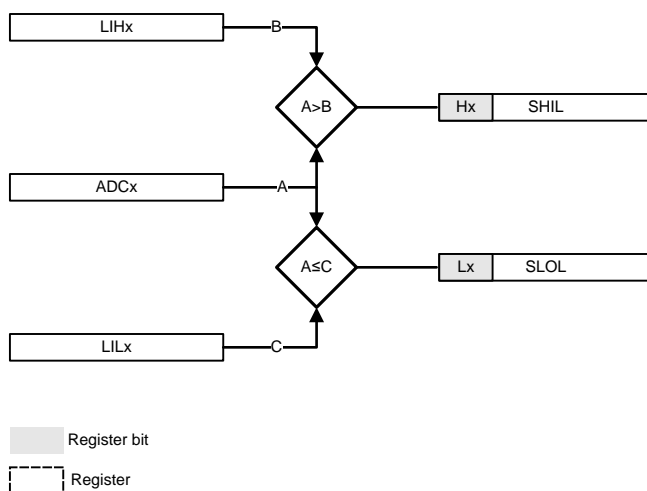 LIHx
B
A>B
Hx SHIL
ADCx
A
A≤C
Lx SLOL
LILx
C
Register bit
Register